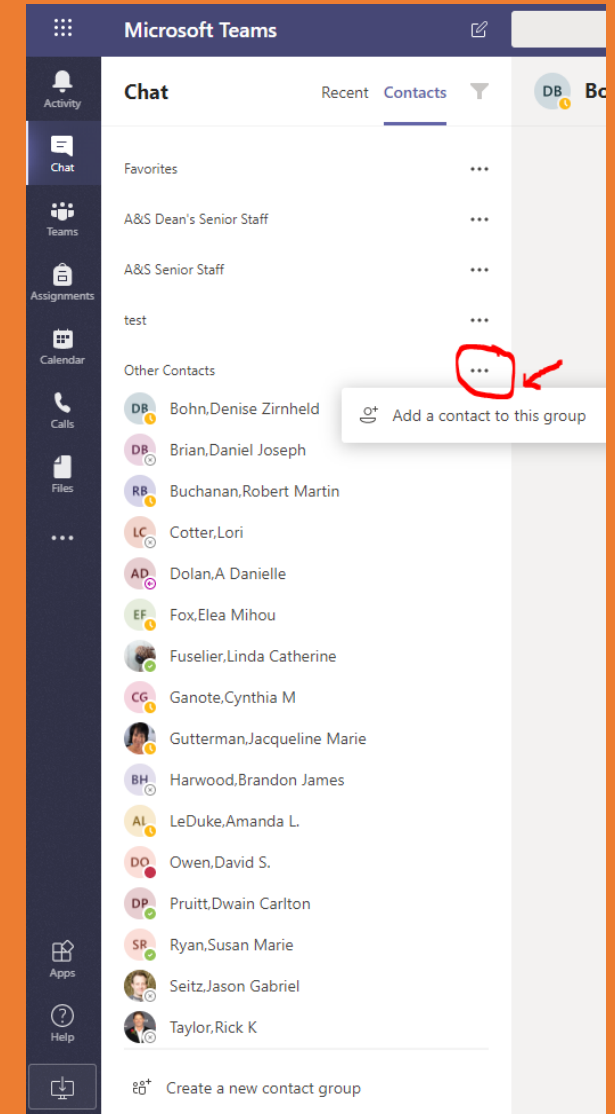 Microsoft Teams
Activity
Chat
Teams
Assignments
Calendar
Calls
Files
Apps
Help
Chat Recent Contacts
Favorites
A&S Dean's Senior Staff
A&S Senior Staff
test
Other Contacts
Add a contact to this group
DB Bohn,Denise Zirnheld
DB Brian,Daniel Joseph
RB Buchanan,Robert Martin
LC Cotter,Lori
AD Dolan,A Danielle
EF Fox,Elea Mihou
Fuselier,Linda Catherine
CG Ganote,Cynthia M
Gutterman,Jacqueline Marie
BH Harwood,Brandon James
AL LeDuke,Amanda L.
DO Owen,David S.
DP Pruitt,Dwain Carlton
SR Ryan,Susan Marie
Seitz,Jason Gabriel
Taylor,Rick K
Create a new contact group
DB Bo